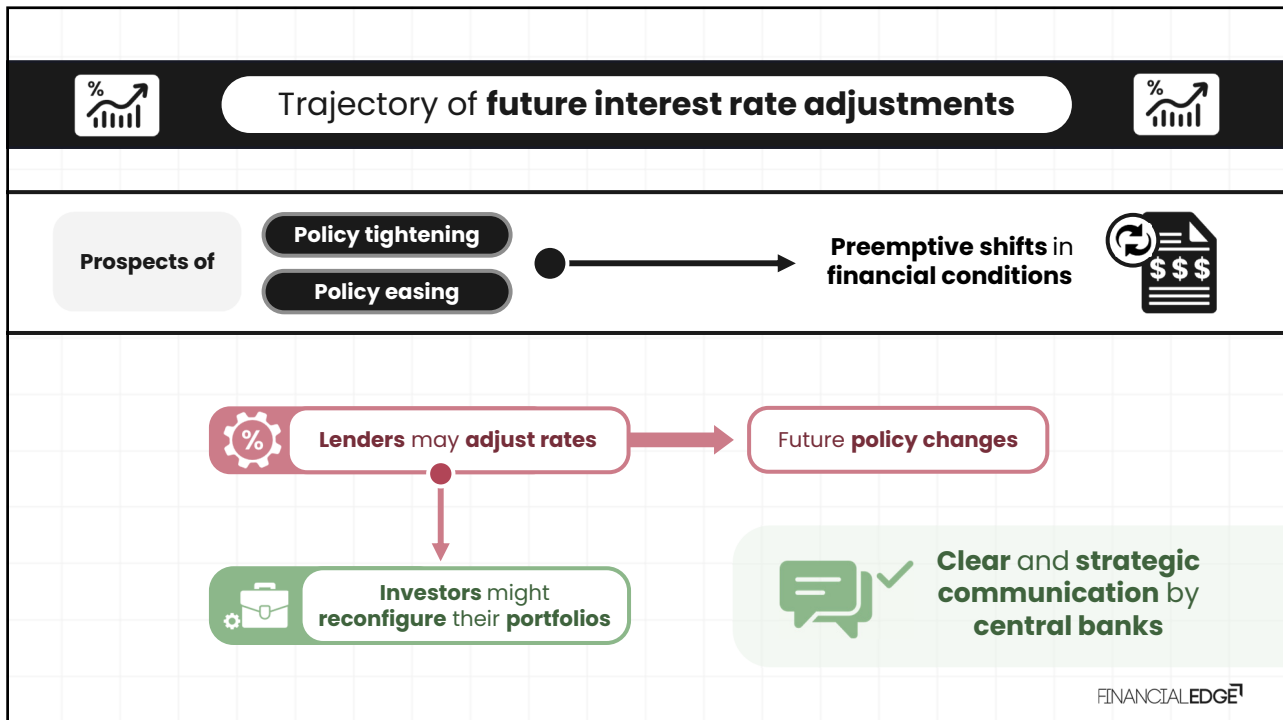 %
Trajectory of future interest rate adjustments
%
Prospects of
Policy tightening
Policy easing
Preemptive shifts in
financial conditions
$$$
%
Lenders may adjust rates
Future policy changes
Investors might
reconfigure their portfolios
Clear and strategic
communication by
central banks
FINANCIALEDGE